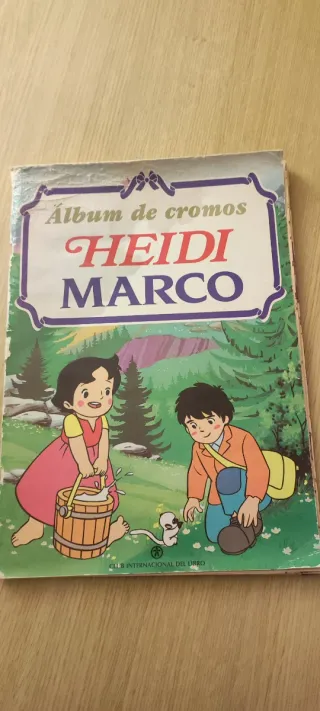 Álbum de cromos
HEIDI
MARCO
CLUB INTERNACIONAL DEL LIBRO